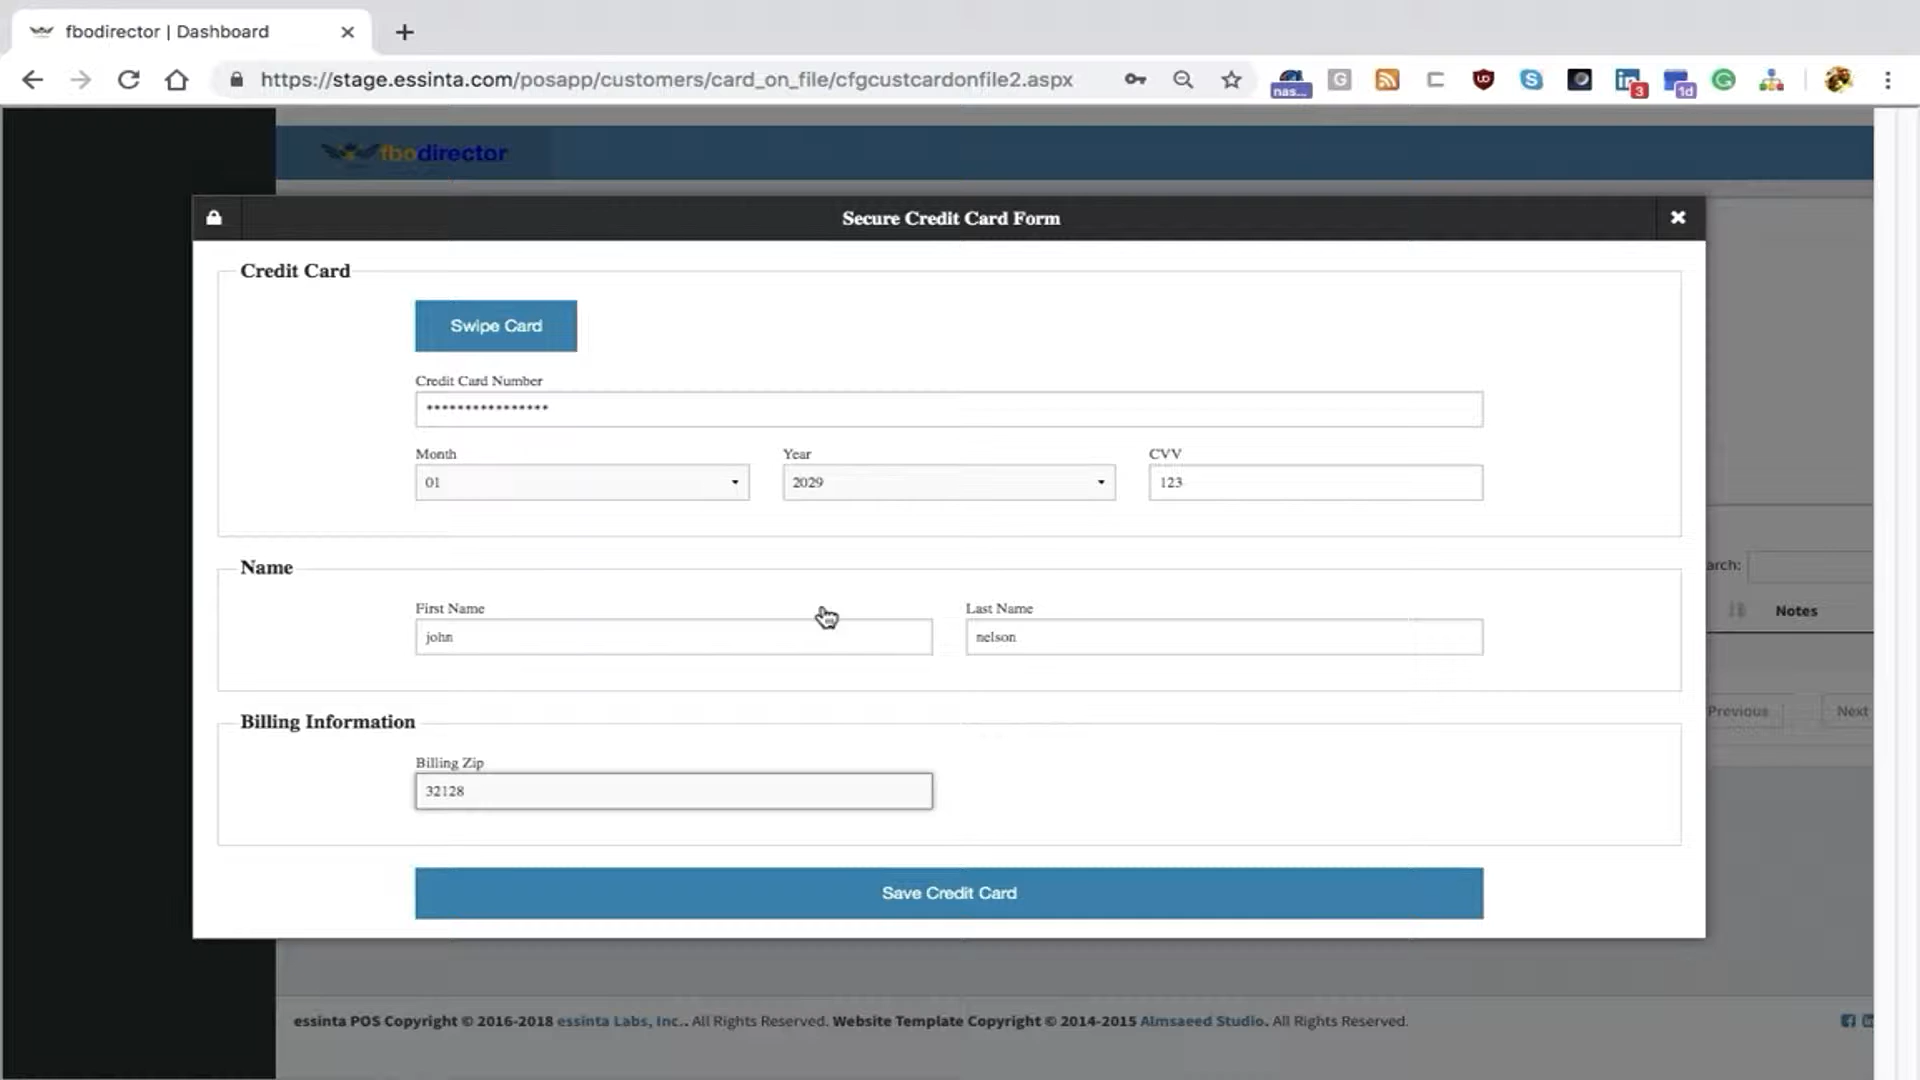 fbodirector | Dashboard
https://stage.essinta.com/posapp/customers/card_on_file/cfgcustcardonfile2.aspx
nas...
3
1d
fbodirector
Secure Credit Card Form
Credit Card
Swipe Card
Credit Card Number
****************
Month
Year
CVV
01
2029
123
arch:
Name
First Name
Last Name
Notes
john
nelson
Billing Information
Previous
Next
Billing Zip
32128
Save Credit Card
essinta POS Copyright © 2016-2018 essinta Labs, Inc.. All Rights Reserved. Website Template Copyright © 2014-2015 Almsaeed Studio. All Rights Reserved.